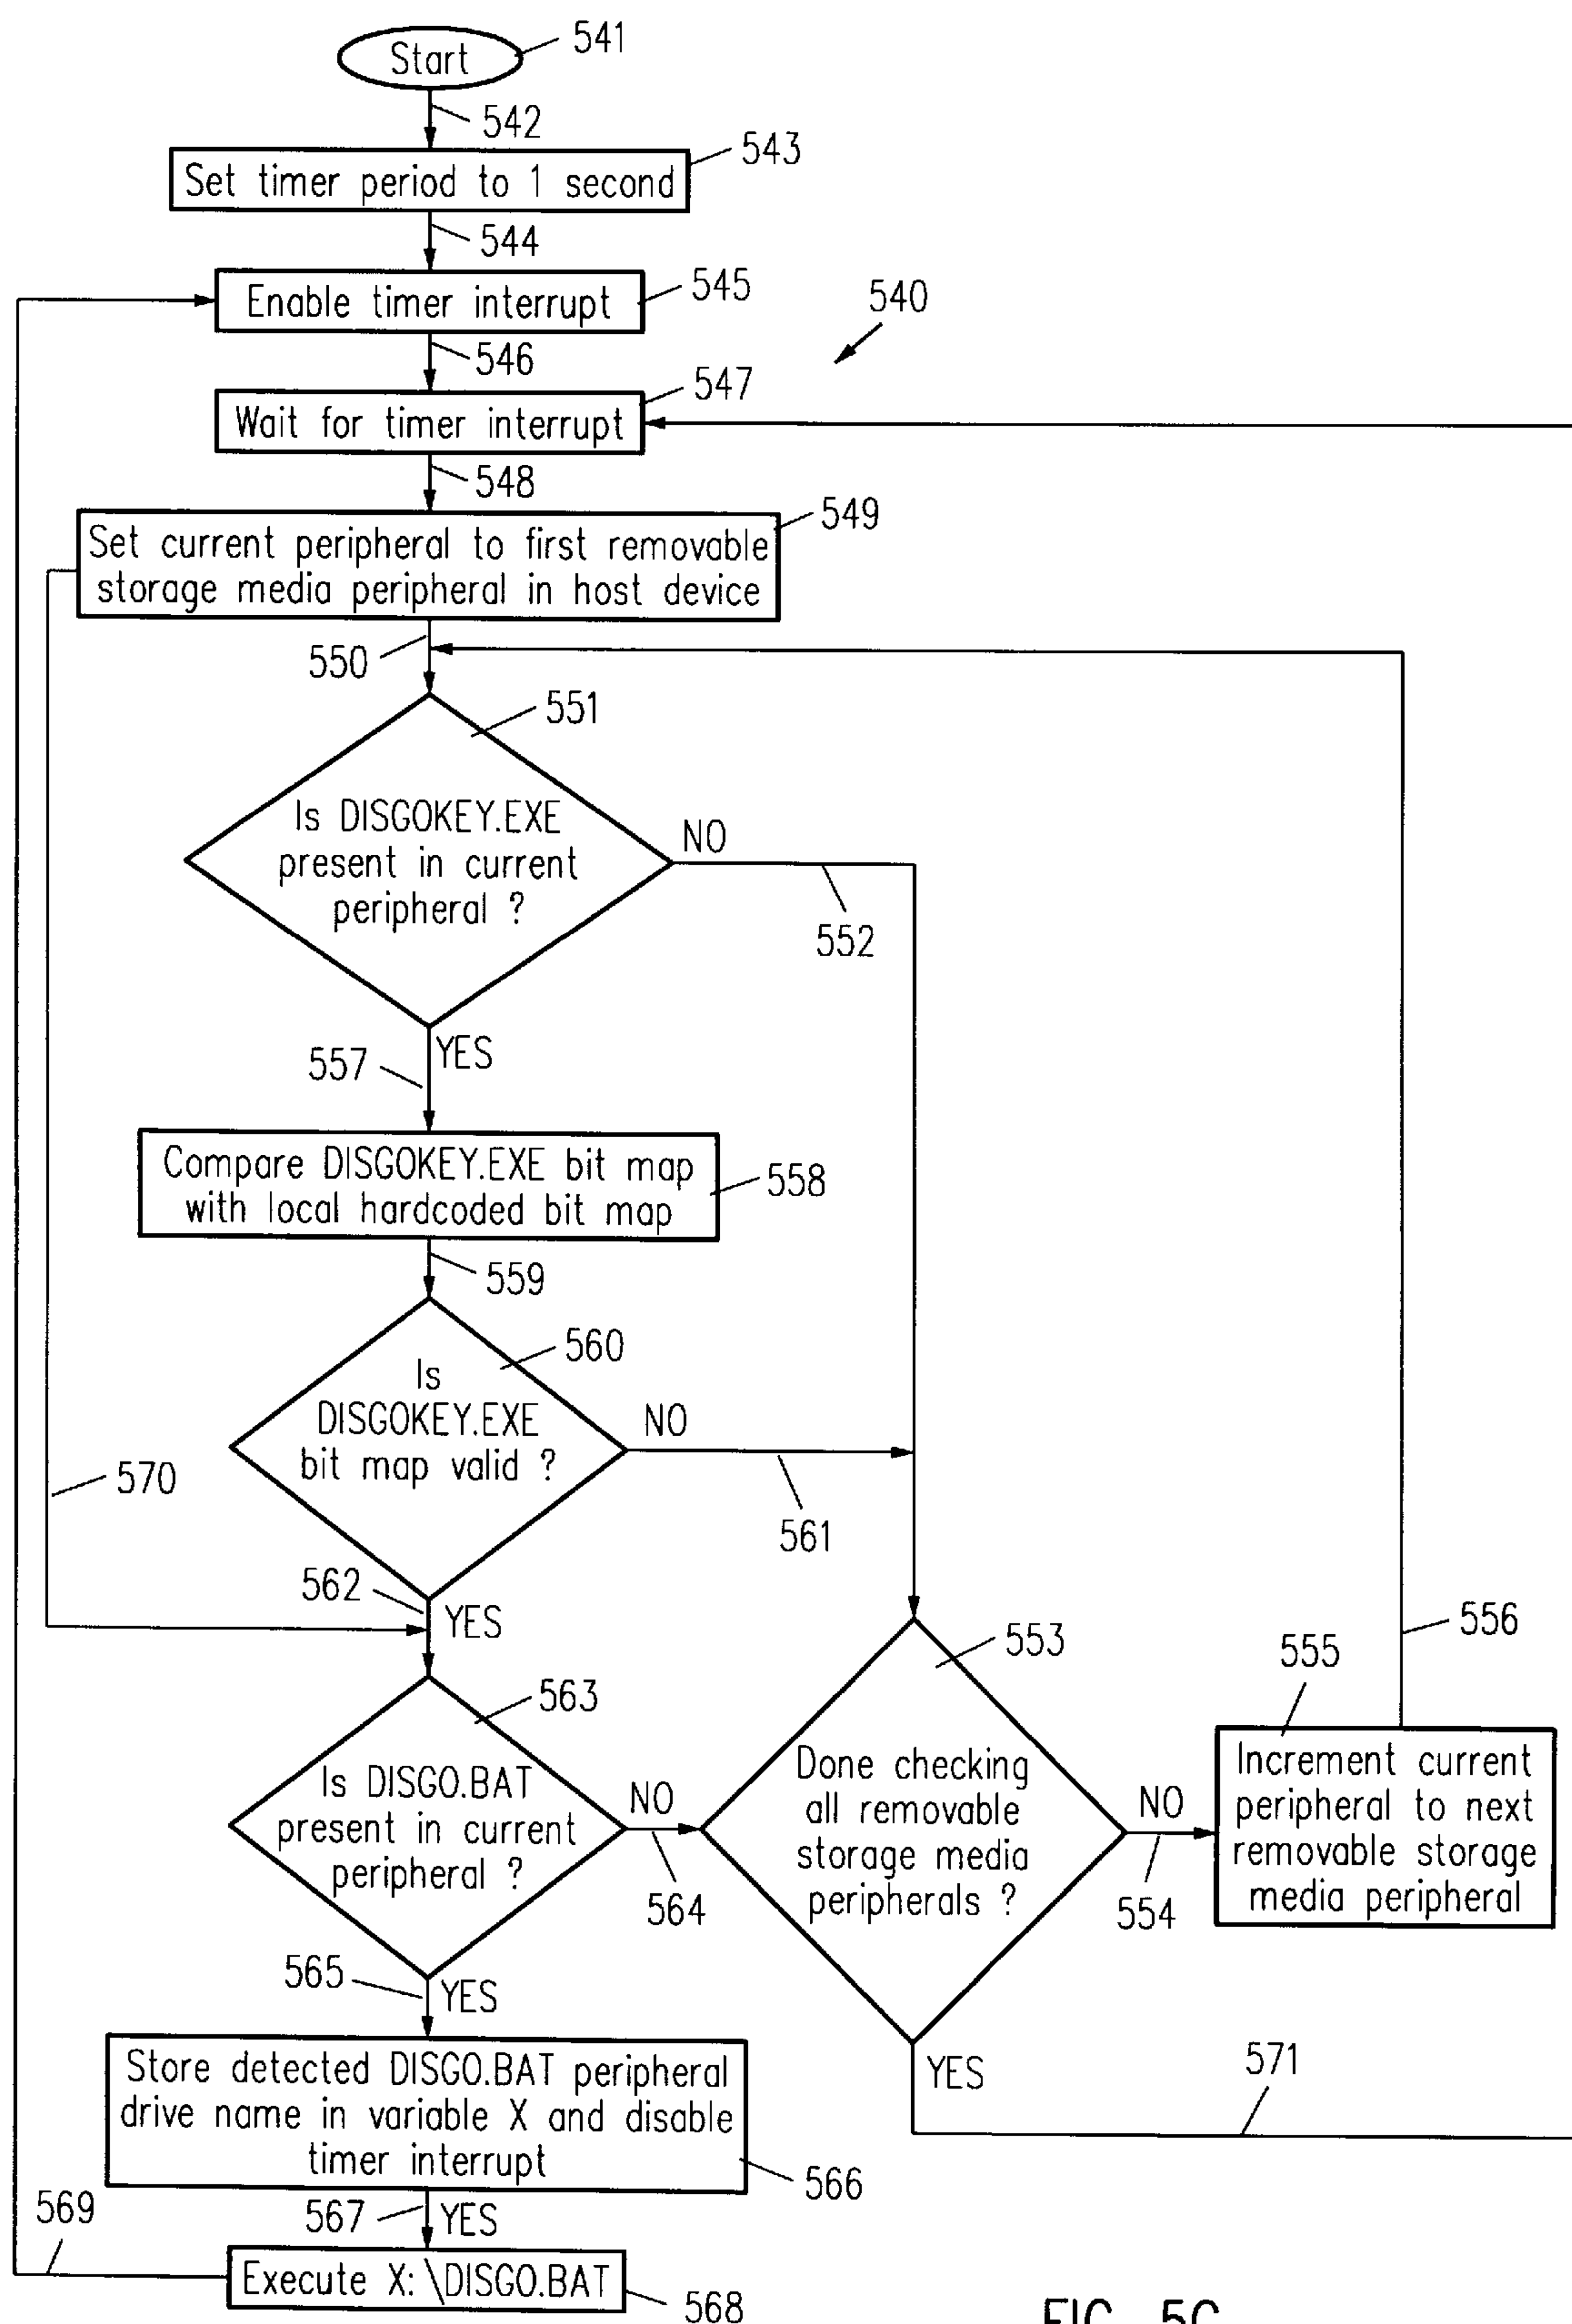 Start
541
542
543
Set timer period to 1 second
544
Enable timer interrupt
545
540
546
547
Wait for timer interrupt
548
549
Set current peripheral to first removable
storage media peripheral in host device
550
551
Is DISGOKEY.EXE
present in current
peripheral ?
NO
552
YES
557
Compare DISGOKEY.EXE bit map
with local hardcoded bit map
558
559
560
Is
DISGOKEY.EXE
bit map valid ?
NO
561
570
562
YES
563
Is DISGO.BAT
present in current
peripheral ?
NO
564
553
Done checking
all removable
storage media
peripherals ?
NO
554
555
556
Increment current
peripheral to next
removable storage
media peripheral
565
YES
YES
571
Store detected DISGO.BAT peripheral
drive name in variable X and disable
timer interrupt
566
569
567
YES
Execute X:\DISGO.BAT
568
FIG. 5C